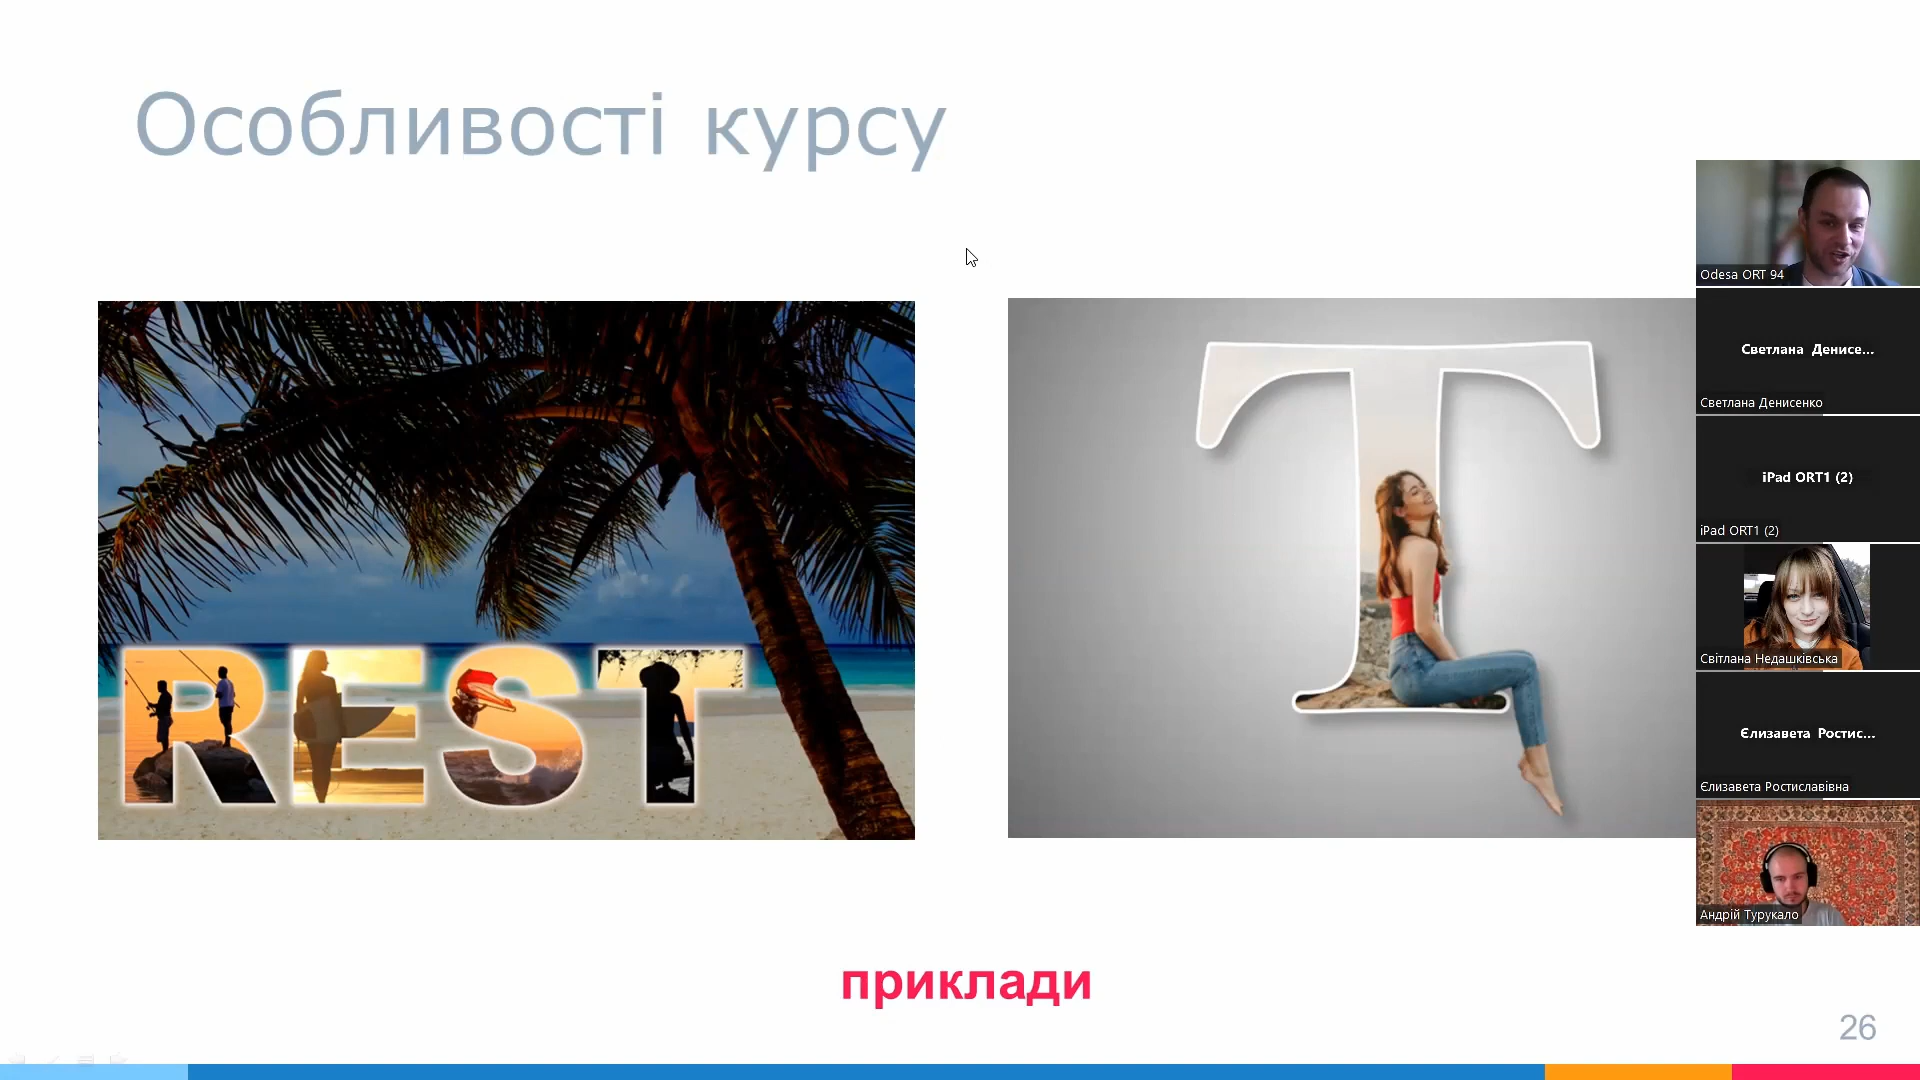 Особливості курсу
REST
T
приклади
26
Odesa ORT 94
Светлана Денисе...
Светлана Денисенко
iPad ORT1 (2)
iPad ORT1 (2)
Світлана Недашківська
Єлизавета Ростис...
Єлизавета Ростиславівна
Андрій Турукало